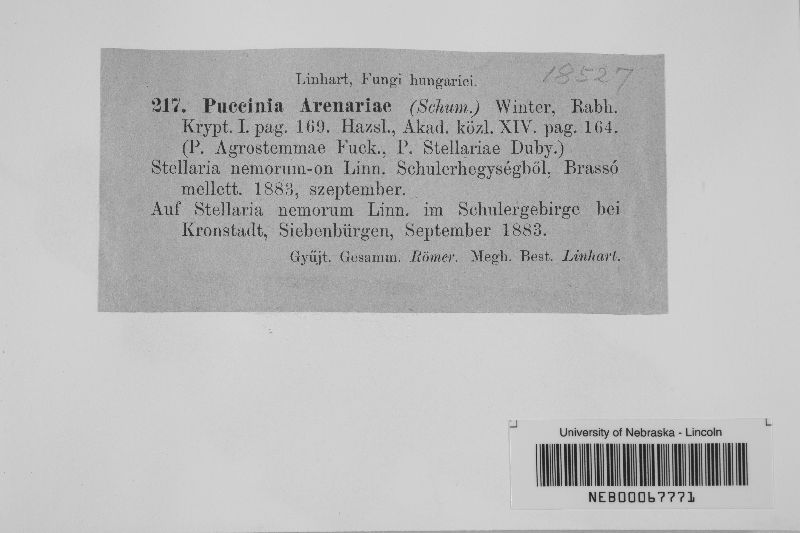 Linhart, Fungi hungarici. 18527
217. Puccinia Arenariae (Schum.) Winter, Rabh.
Krypt. I. pag. 169. Hazsl., Akad. közl. XIV. pag. 164.
(P. Agrostemmae Fuck., P. Stellariae Duby.)
Stellaria nemorum-on Linn. Schulerhegységből, Brassó
mellett. 1883, szeptember.
Auf Stellaria nemorum Linn. im Schulergebirge bei
Kronstadt, Siebenbürgen, September 1883.
Gyűjt. Gesamm. Römer. Megh. Best. Linhart.
University of Nebraska - Lincoln
NEB00067771